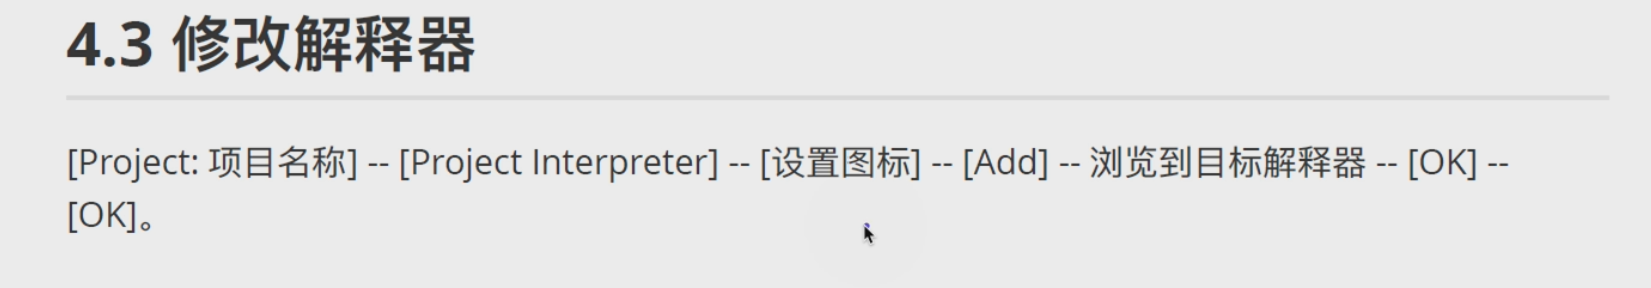 4.3 修改解释器
[Project: 项目名称] -- [Project Interpreter] -- [设置图标] -- [Add] -- 浏览到目标解释器 -- [OK] --
[OK]。